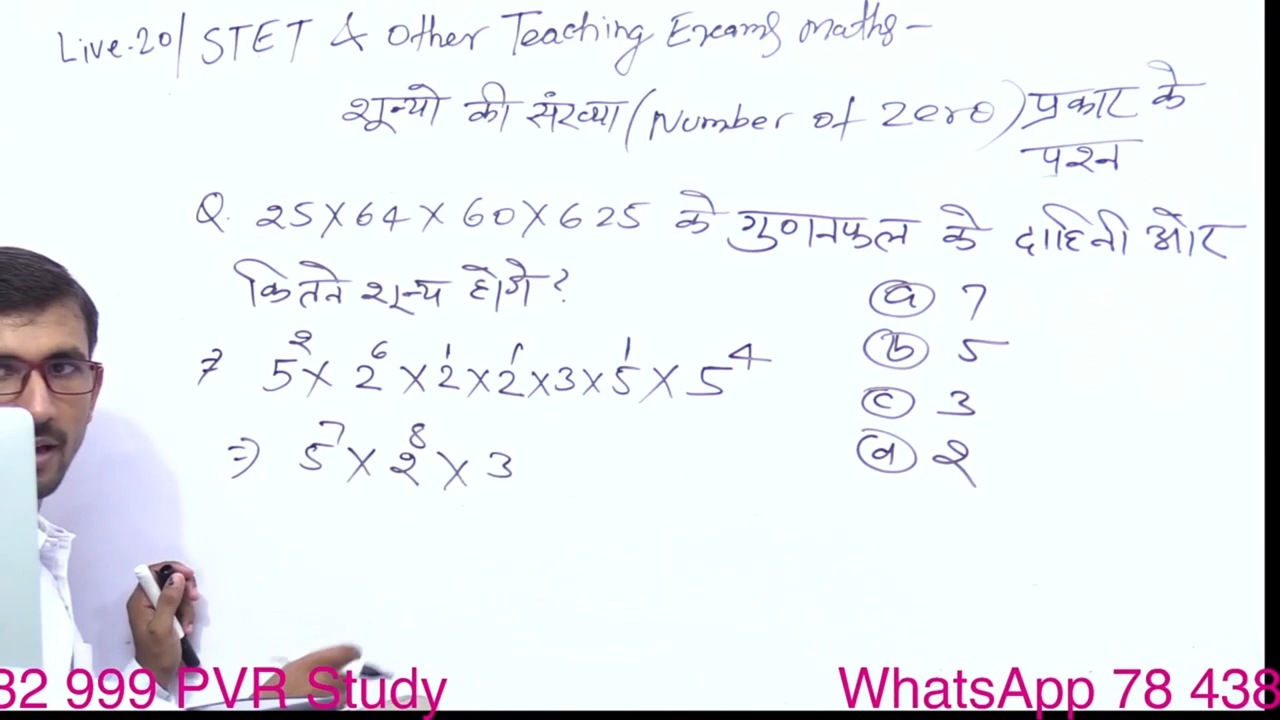 Live-20/ STET & Other Teaching Exams maths-
शून्यो की संख्या (Number of zero) प्रकार के
प्रश्न
Q. 25×64×60×625 के गुणनफल के दाहिनी ओर
कितने शून्य होंगे?
(a) 7
(b) 5
(c) 3
(d) 2
⇒ 5² × 2⁶ × 2¹ × 2¹ × 3 × 5¹ × 5⁴
⇒ 5⁷ × 2⁸ × 3
32 999 PVR Study
WhatsApp 78 438